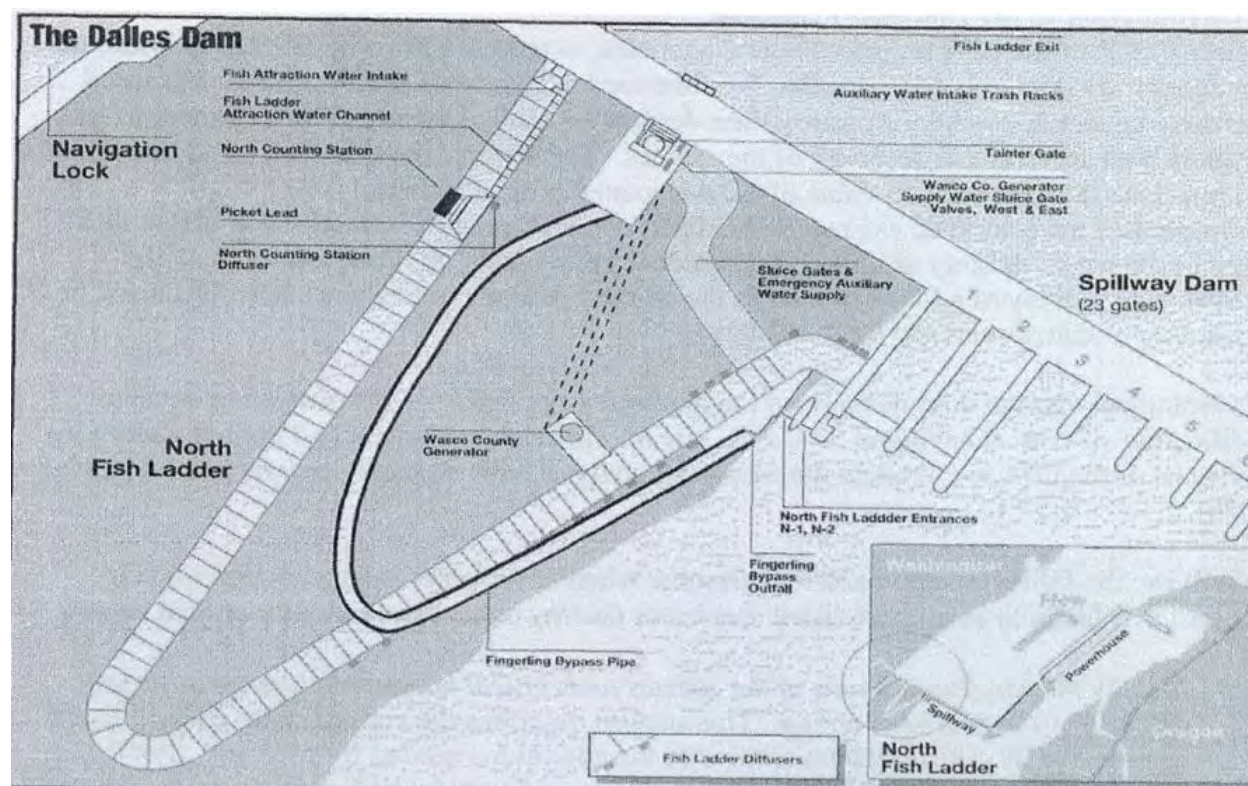 The Dalles Dam
Fish Ladder Exit
Fish Attraction Water Intake
Auxiliary Water Intake Trash Racks
Fish Ladder
Attraction Water Channel
Navigation
Lock
North Counting Station
Tainter Gate
Wasco Co. Generator
Supply Water Sluice Gate
Valves, West & East
Picket Lead
North Counting Station
Diffuser
Sluice Gates &
Emergency Auxiliary
Water Supply
Spillway Dam
(23 gates)
2
3
4
5
6
North
Fish Ladder
Wasco County
Generator
North Fish Laddder Entrances
N-1, N-2
Fingerling
Bypass
Outfall
Fingerling Bypass Pipe
Fish Ladder Diffusers
Washington
Flow
Powerhouse
Spillway
Oregon
North
Fish Ladder